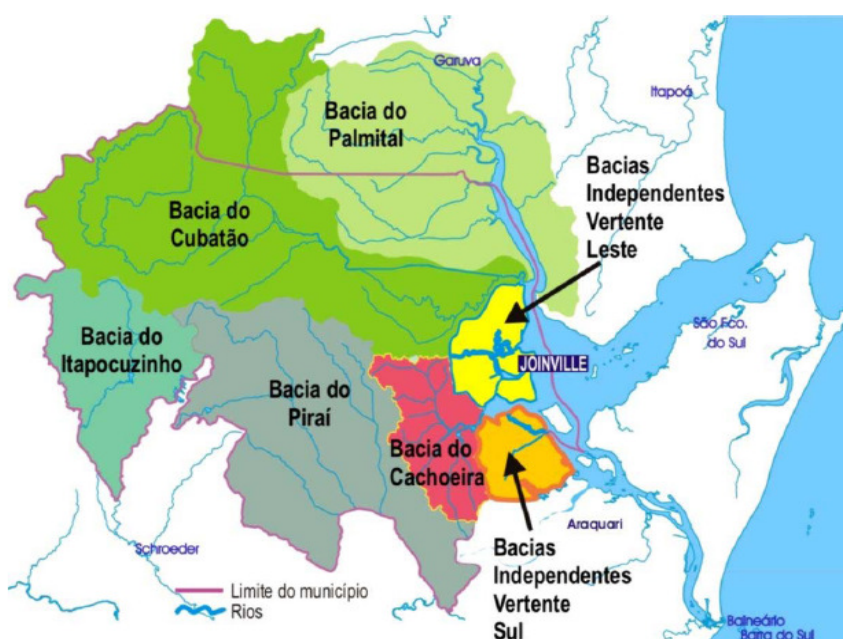 Garuva
Itapoá
Bacia do
Palmital
Bacias
Independentes
Vertente
Leste
Bacia do
Cubatão
São Fco.
do Sul
Bacia do
Itapocuzinho
JOINVILLE
Bacia do
Piraí
Bacia do
Cachoeira
Araquari
Schroeder
Bacias
Independentes
Vertente
Sul
Limite do município
Rios
Balneário
Barra do Sul